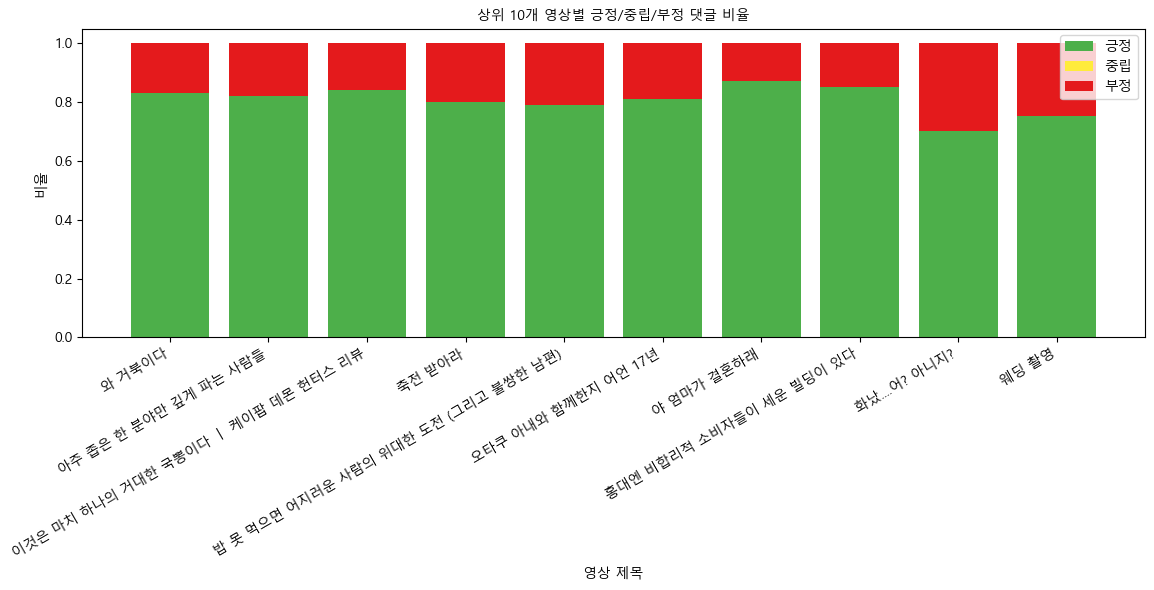 상위 10개 영상별 긍정/중립/부정 댓글 비율
긍정
중립
부정
비율
1.0
0.8
0.6
0.4
0.2
0.0
와 거북이다
아주 좁은 한 분야만 깊게 파는 사람들
이것은 마치 하나의 거대한 국뽕이다 ㅣ 케이팝 데몬 헌터스 리뷰
축전 받아라
밥 못 먹으면 어지러운 사람의 위대한 도전 (그리고 불쌍한 남편)
오타쿠 아내와 함께한지 어언 17년
야 엄마가 결혼하래
홍대엔 비합리적 소비자들이 세운 빌딩이 있다
화났....어? 아니지?
웨딩 촬영
영상 제목